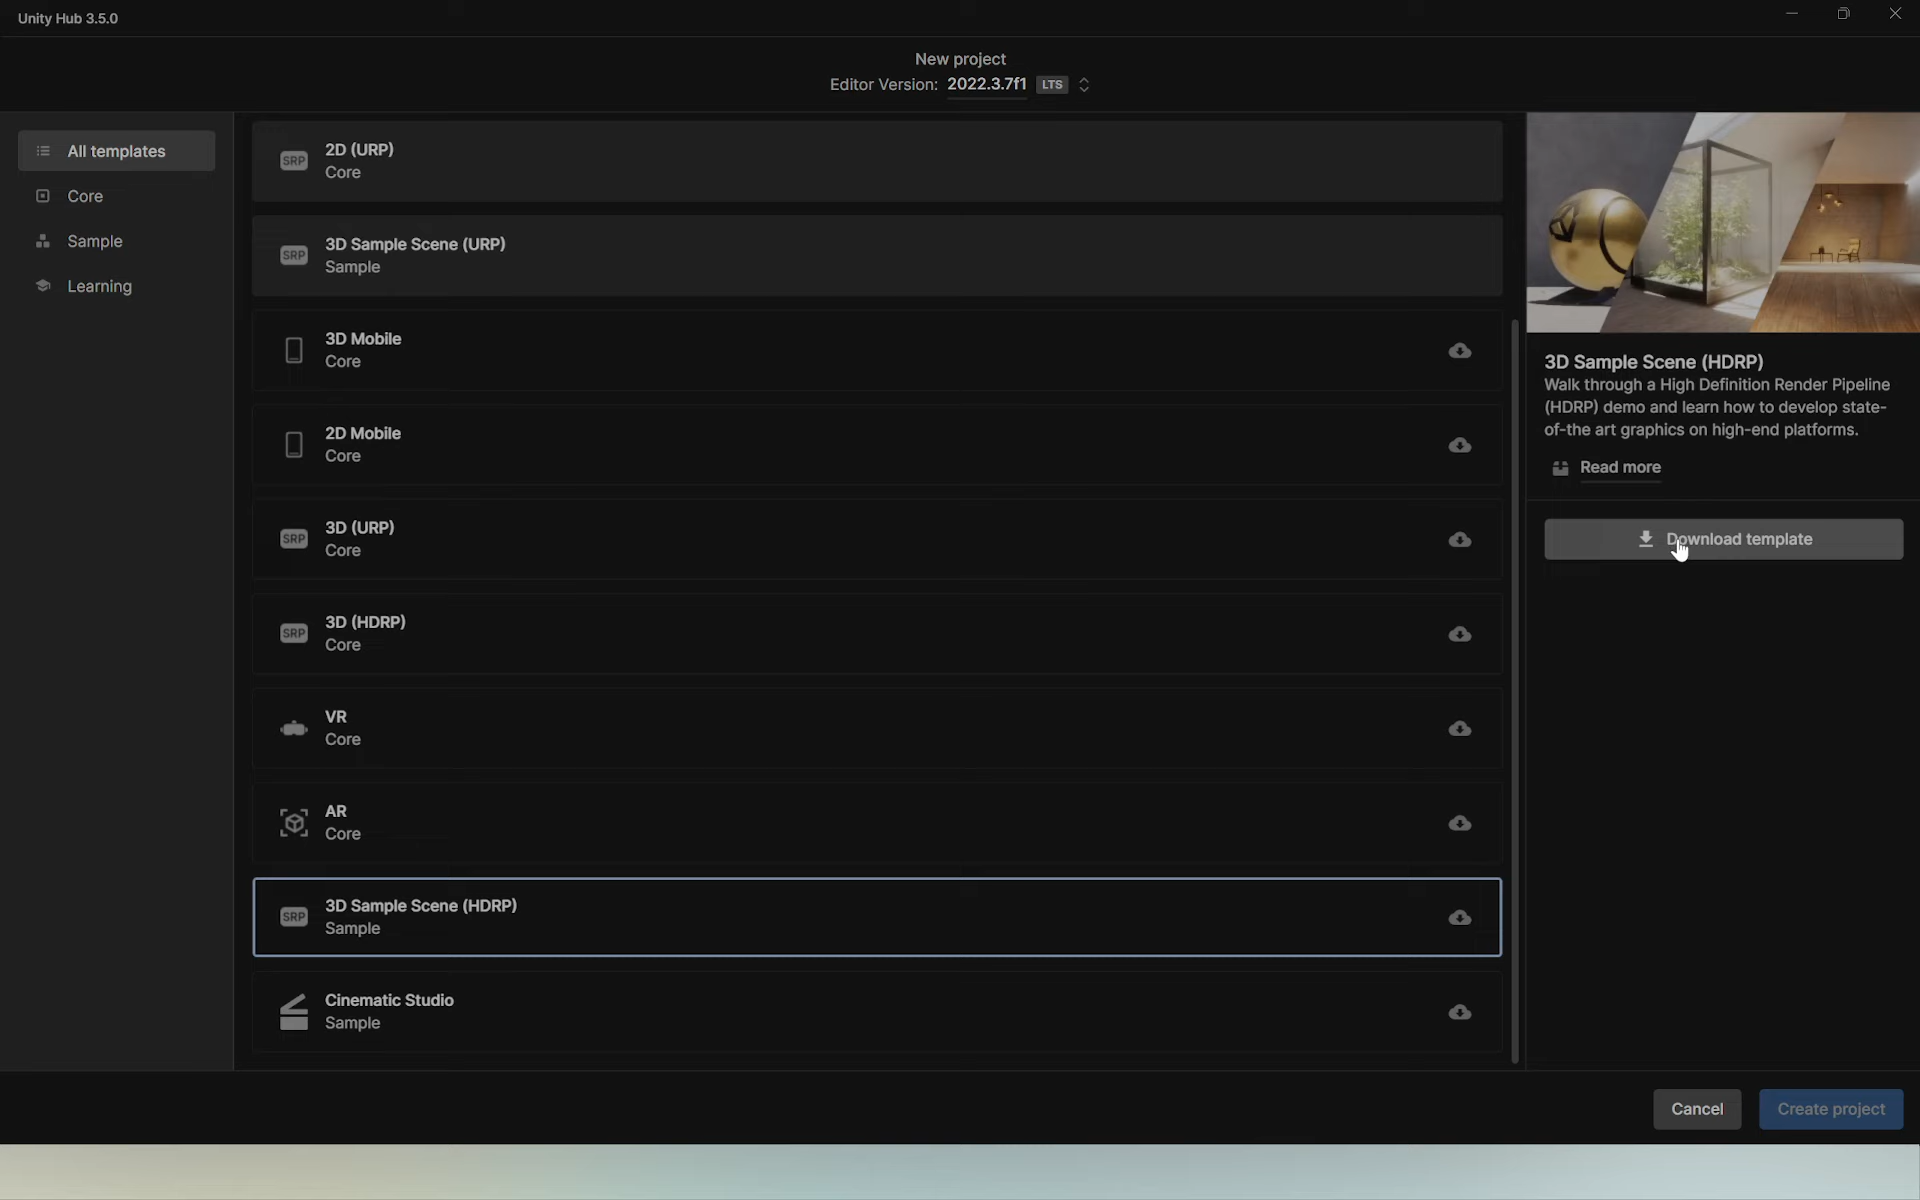 Unity Hub 3.5.0
New project
Editor Version: 2022.3.7f1 LTS
All templates
Core
Sample
Learning
SRP 2D (URP)
Core
SRP 3D Sample Scene (URP)
Sample
3D Mobile
Core
2D Mobile
Core
SRP 3D (URP)
Core
SRP 3D (HDRP)
Core
VR
Core
AR
Core
SRP 3D Sample Scene (HDRP)
Sample
Cinematic Studio
Sample
3D Sample Scene (HDRP)
Walk through a High Definition Render Pipeline
(HDRP) demo and learn how to develop state-
of-the art graphics on high-end platforms.
Read more
Download template
Cancel
Create project